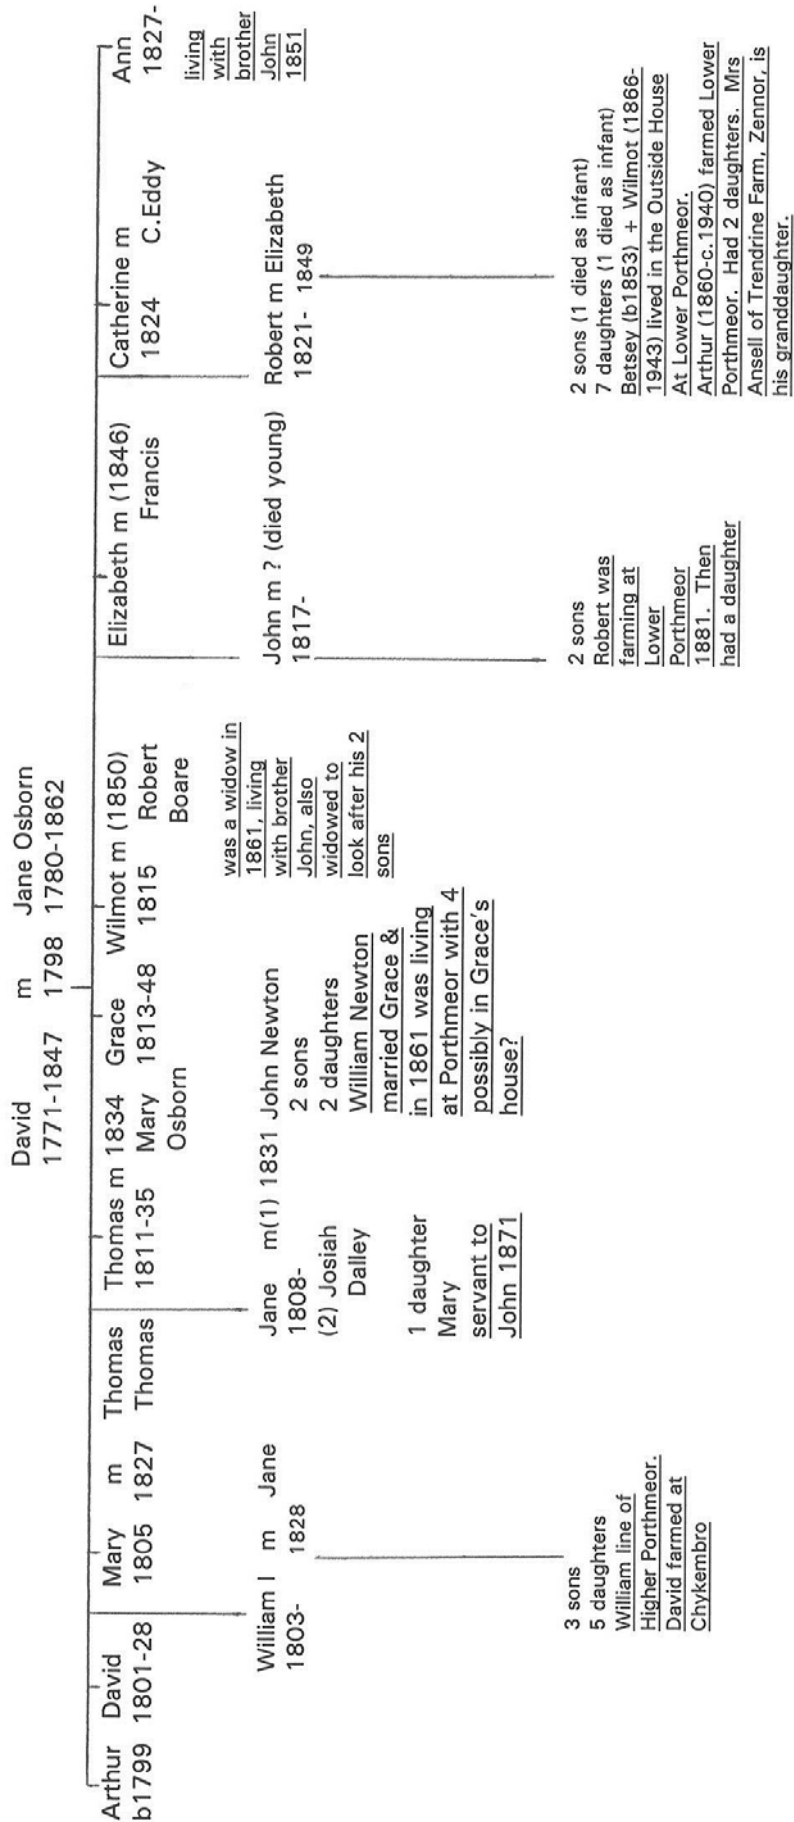 David m Jane Osborn
1771-1847 1798 1780-1862
Arthur
b1799
David
1801-28
Mary m Thomas
1805 1827 Thomas
Thomas m 1834
1811-35 Mary
Osborn
Grace
1813-48
Wilmot m (1850)
1815 Robert
Boare
was a widow in
1861, living
with brother
John, also
widowed to
look after his 2
sons
Elizabeth m (1846)
Francis
Catherine m
1824 C.Eddy
Ann
1827-
living
with
brother
John
1851
William I m Jane
1803- 1828
3 sons
5 daughters
William line of
Higher Porthmeor.
David farmed at
Chykembro
Jane m(1) 1831 John Newton
1808-
(2) Josiah
Dalley
1 daughter
Mary
servant to
John 1871
2 sons
2 daughters
William Newton
married Grace &
in 1861 was living
at Porthmeor with 4
possibly in Grace's
house?
John m ? (died young)
1817-
2 sons
Robert was
farming at
Lower
Porthmeor
1881. Then
had a daughter
Robert m Elizabeth
1821- 1849
2 sons (1 died as infant)
7 daughters (1 died as infant)
Betsey (b1853) + Wilmot (1866-
1943) lived in the Outside House
At Lower Porthmeor.
Arthur (1860-c.1940) farmed Lower
Porthmeor. Had 2 daughters. Mrs
Ansell of Trendrine Farm, Zennor, is
his granddaughter.